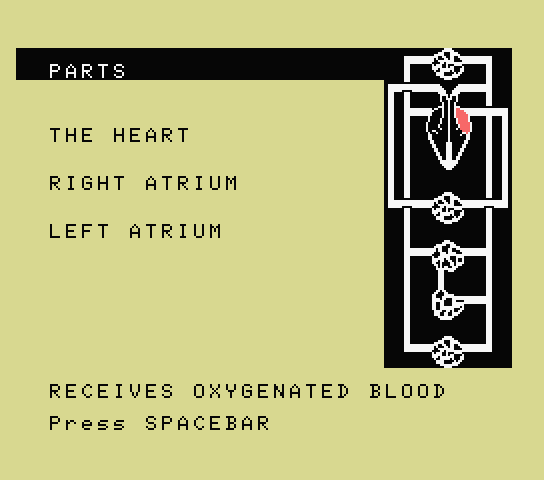 PARTS
THE HEART
RIGHT ATRIUM
LEFT ATRIUM
RECEIVES OXYGENATED BLOOD
Press SPACEBAR